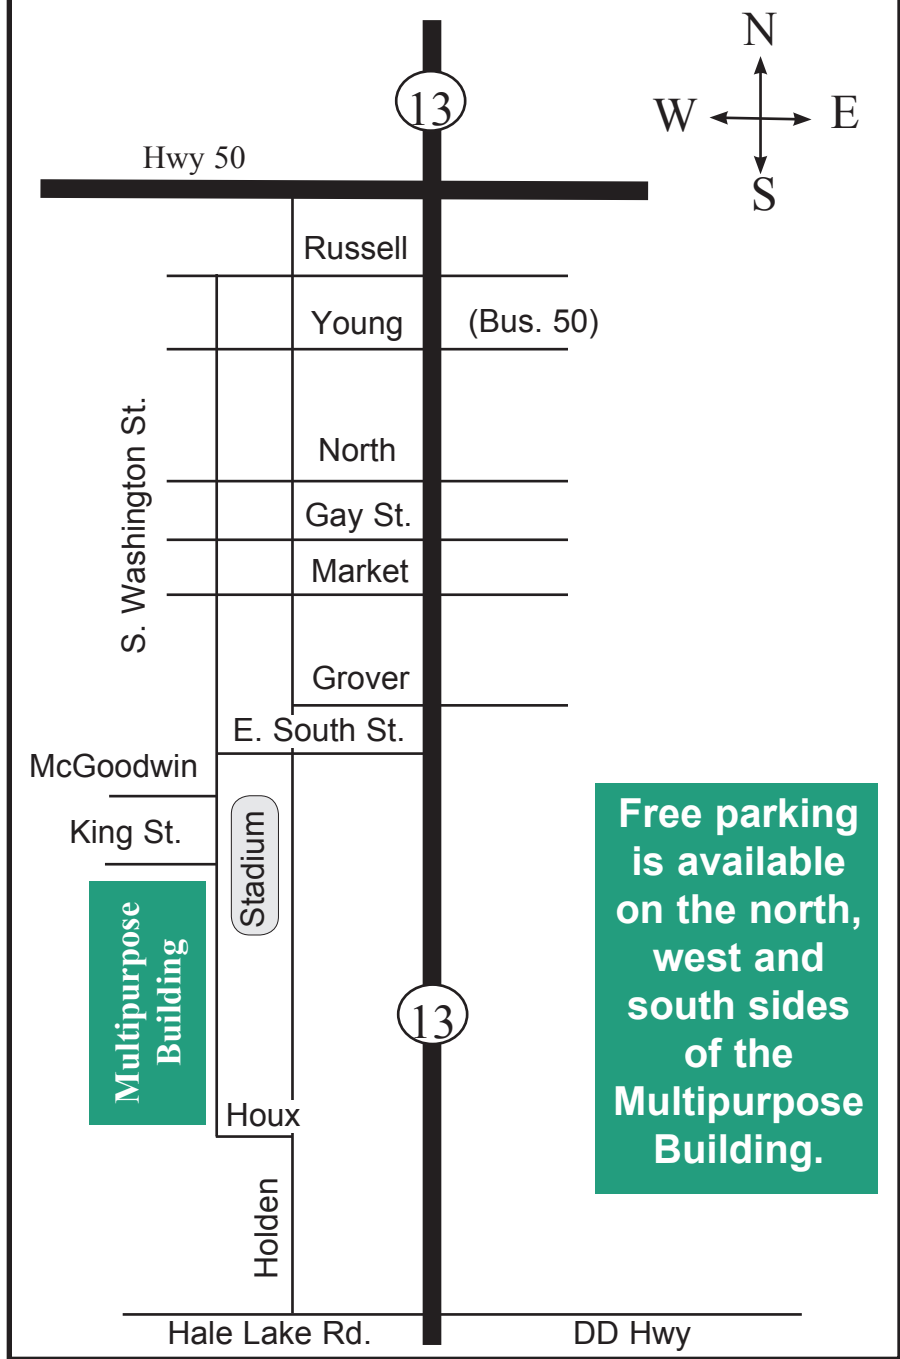 N
13
W E
Hwy 50
S
Russell
Young (Bus. 50)
S. Washington St.
North
Gay St.
Market
Grover
E. South St.
McGoodwin
King St.
Stadium
Multipurpose
Building
Free parking
is available
on the north,
west and
south sides
of the
Multipurpose
Building.
13
Houx
Holden
Hale Lake Rd. DD Hwy